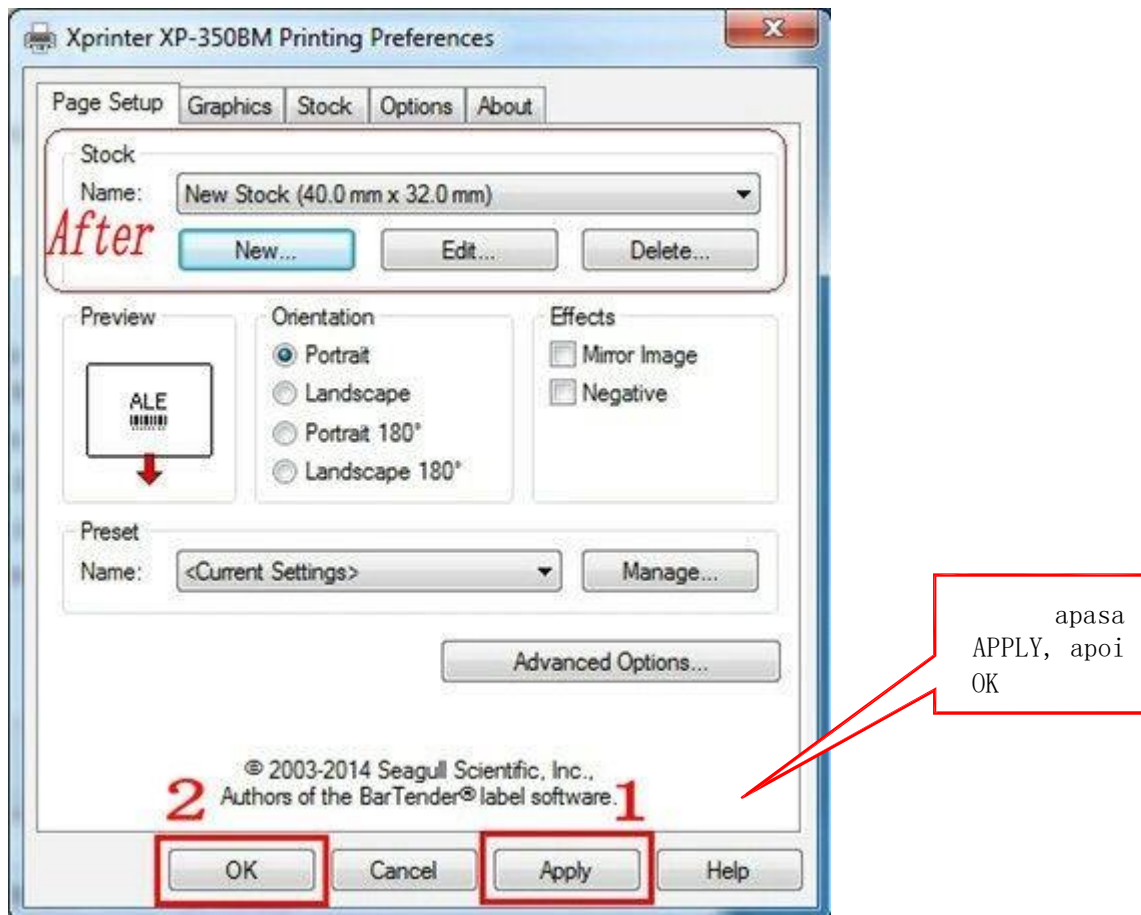 Xprinter XP-350BM Printing Preferences
Page Setup Graphics Stock Options About
Stock
Name: New Stock (40.0 mm x 32.0 mm)
After
New... Edit... Delete...
Preview
ALE
Orientation
Portrait
Landscape
Portrait 180°
Landscape 180°
Effects
Mirror Image
Negative
Preset
Name: <Current Settings> Manage...
Advanced Options...
apasa
APPLY, apoi
OK
© 2003-2014 Seagull Scientific, Inc.,
Authors of the BarTender® label software.
2 1
OK Cancel Apply Help